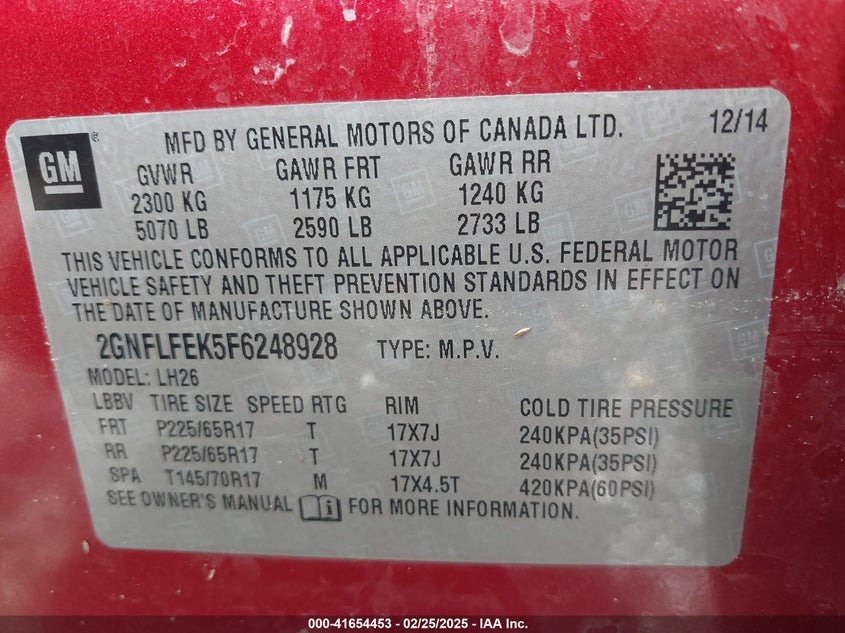 MFD BY GENERAL MOTORS OF CANADA LTD. 12/14
GM
GVWR GAWR FRT GAWR RR
2300 KG 1175 KG 1240 KG
5070 LB 2590 LB 2733 LB
THIS VEHICLE CONFORMS TO ALL APPLICABLE U.S. FEDERAL MOTOR
VEHICLE SAFETY AND THEFT PREVENTION STANDARDS IN EFFECT ON
THE DATE OF MANUFACTURE SHOWN ABOVE.
2GNFLFEK5F6248928 TYPE: M.P.V.
MODEL: LH26
LBBV TIRE SIZE SPEED RTG RIM COLD TIRE PRESSURE
FRT P225/65R17 T 17X7J 240KPA(35PSI)
RR P225/65R17 T 17X7J 240KPA(35PSI)
SPA T145/70R17 M 17X4.5T 420KPA(60PSI)
SEE OWNER'S MANUAL i FOR MORE INFORMATION.
000-41654453 - 02/25/2025 - IAA Inc.